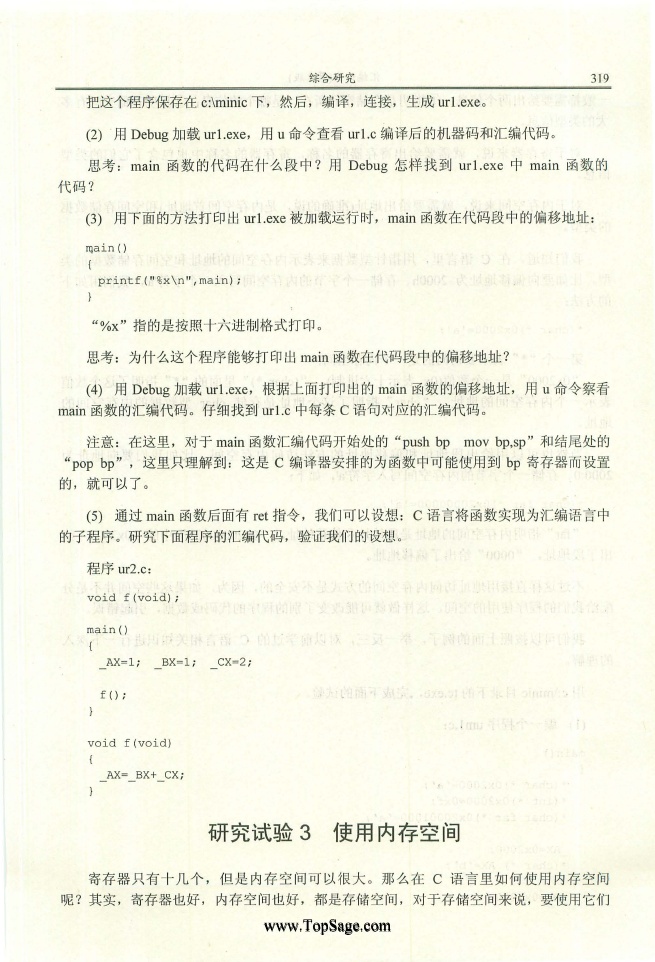 综合研究 319
把这个程序保存在 c:\minic 下，然后，编译，连接，生成 ur1.exe。
(2) 用 Debug 加载 ur1.exe，用 u 命令查看 ur1.c 编译后的机器码和汇编代码。
思考：main 函数的代码在什么段中？用 Debug 怎样找到 ur1.exe 中 main 函数的
代码？
(3) 用下面的方法打印出 ur1.exe 被加载运行时，main 函数在代码段中的偏移地址：
main()
{
printf("%x\n",main);
}
“%x”指的是按照十六进制格式打印。
思考：为什么这个程序能够打印出 main 函数在代码段中的偏移地址？
(4) 用 Debug 加载 ur1.exe，根据上面打印出的 main 函数的偏移地址，用 u 命令察看
main 函数的汇编代码。仔细找到 ur1.c 中每条 C 语句对应的汇编代码。
注意：在这里，对于 main 函数汇编代码开始处的“push bp mov bp,sp”和结尾处的
“pop bp”，这里只理解到：这是 C 编译器安排的为函数中可能使用到 bp 寄存器而设置
的，就可以了。
(5) 通过 main 函数后面有 ret 指令，我们可以设想：C 语言将函数实现为汇编语言中
的子程序。研究下面程序的汇编代码，验证我们的设想。
程序 ur2.c：
void f(void);
main()
{
_AX=1; _BX=1; _CX=2;
f();
}
void f(void)
{
_AX=_BX+_CX;
}
研究试验 3 使用内存空间
寄存器只有十几个，但是内存空间可以很大。那么在 C 语言里如何使用内存空间
呢？其实，寄存器也好，内存空间也好，都是存储空间，对于存储空间来说，要使用它们
www.TopSage.com